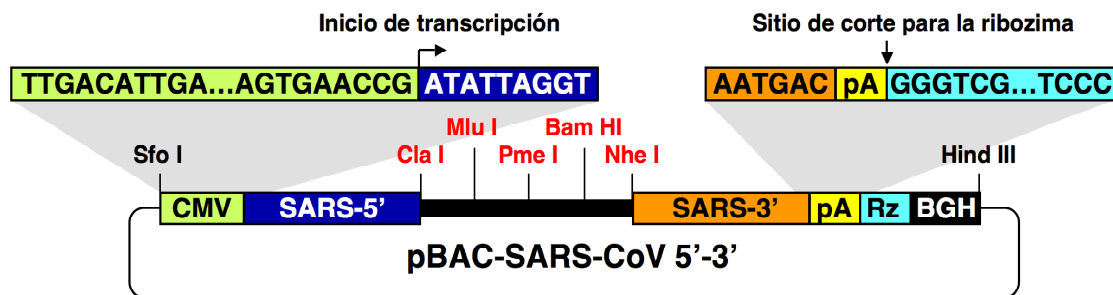 Inicio de transcripción
Sitio de corte para la ribozima
TTGACATTGA...AGTGAACCG ATATTAGGT
AATGAC pA GGGTCG...TCCC
Mlu I
Bam HI
Sfo I
Cla I
Pme I
Nhe I
Hind III
CMV
SARS-5’
SARS-3’
pA
Rz
BGH
pBAC-SARS-CoV 5’-3’